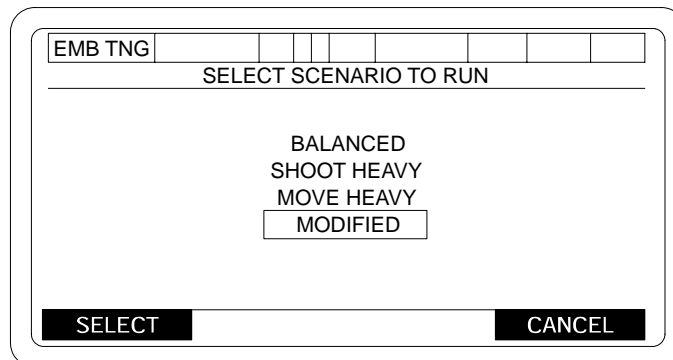 EMB TNG
SELECT SCENARIO TO RUN
BALANCED
SHOOT HEAVY
MOVE HEAVY
MODIFIED
SELECT CANCEL